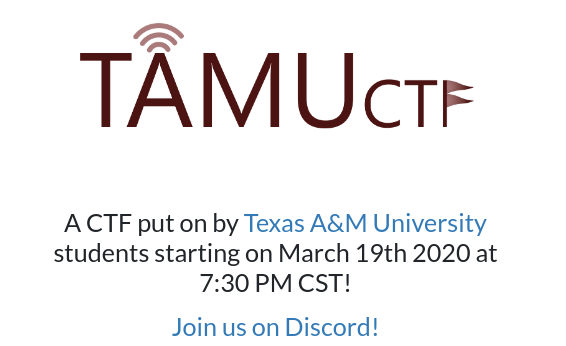 TAMUCTF
A CTF put on by Texas A&M University
students starting on March 19th 2020 at
7:30 PM CST!
Join us on Discord!